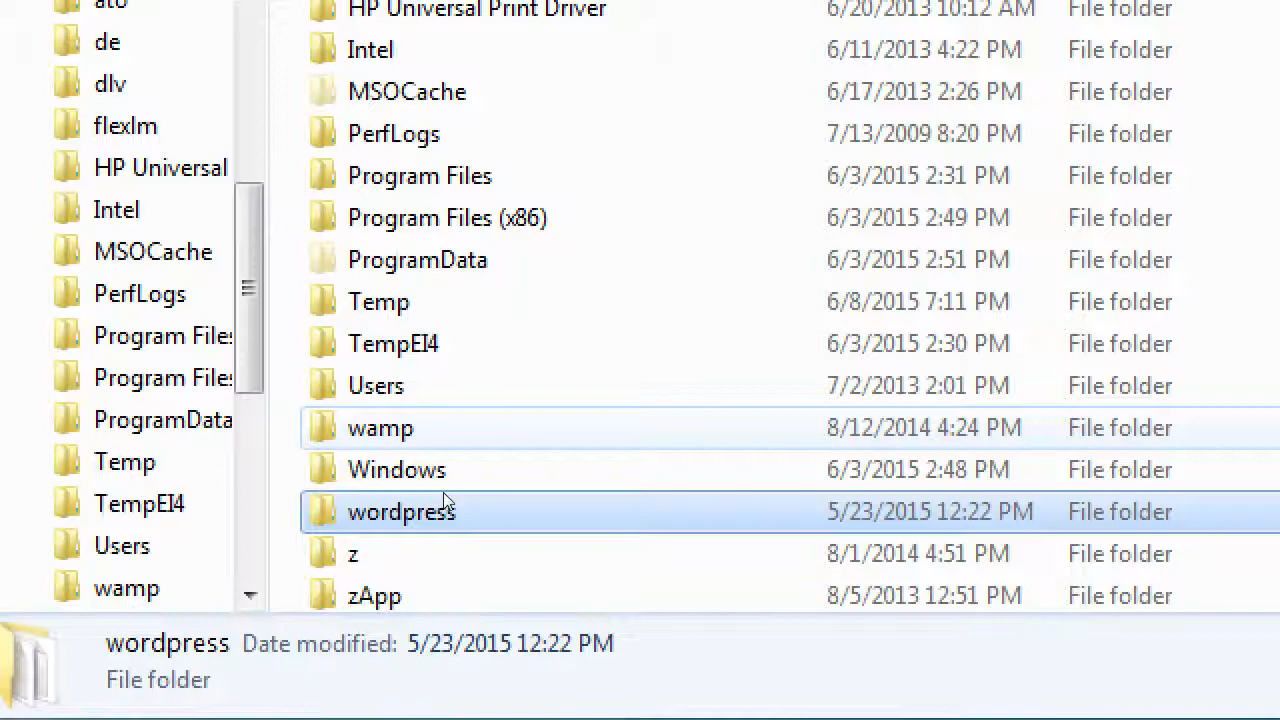 ato
de
dlv
flexlm
HP Universal
Intel
MSOCache
PerfLogs
Program Files
Program Files
ProgramData
Temp
TempEI4
Users
wamp
HP Universal Print Driver 6/20/2013 10:12 AM File folder
Intel 6/11/2013 4:22 PM File folder
MSOCache 6/17/2013 2:26 PM File folder
PerfLogs 7/13/2009 8:20 PM File folder
Program Files 6/3/2015 2:31 PM File folder
Program Files (x86) 6/3/2015 2:49 PM File folder
ProgramData 6/3/2015 2:51 PM File folder
Temp 6/8/2015 7:11 PM File folder
TempEI4 6/3/2015 2:30 PM File folder
Users 7/2/2013 2:01 PM File folder
wamp 8/12/2014 4:24 PM File folder
Windows 6/3/2015 2:48 PM File folder
wordpress 5/23/2015 12:22 PM File folder
z 8/1/2014 4:51 PM File folder
zApp 8/5/2013 12:51 PM File folder
wordpress Date modified: 5/23/2015 12:22 PM
File folder